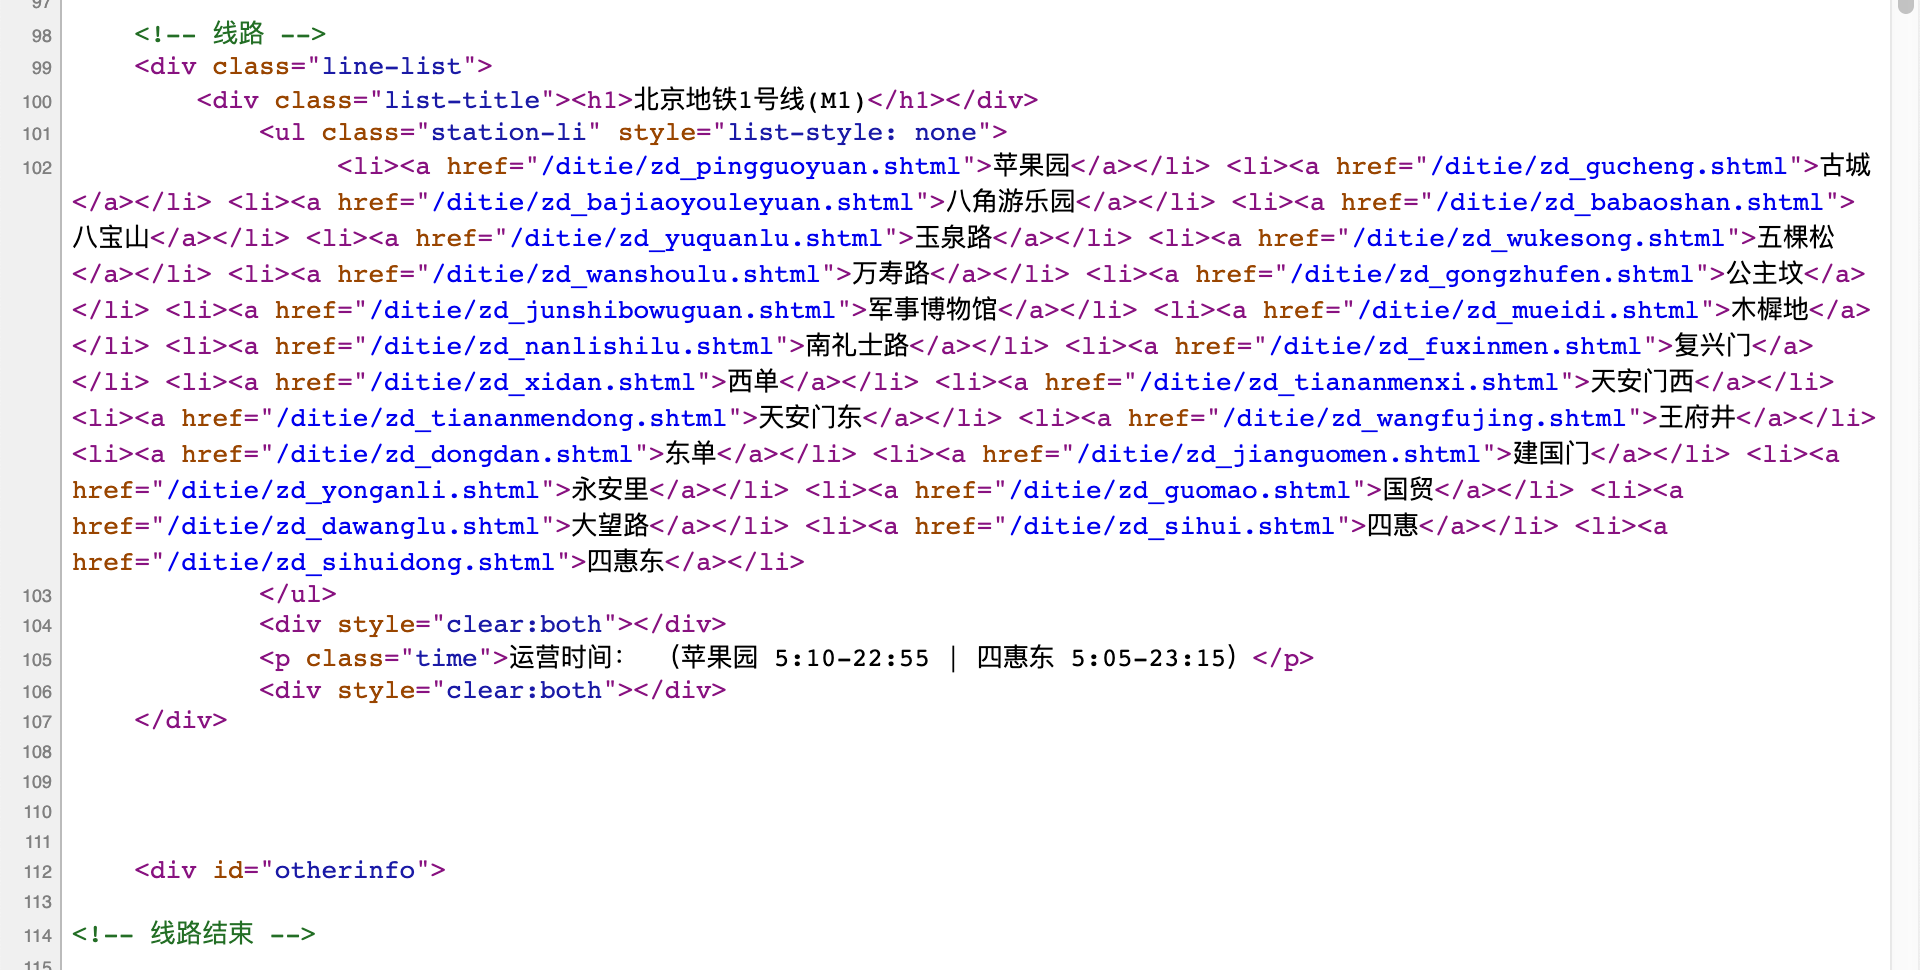 97
98 <!-- 线路 -->
99 <div class="line-list">
100 <div class="list-title"><h1>北京地铁1号线(M1)</h1></div>
101 <ul class="station-li" style="list-style: none">
102 <li><a href="/ditie/zd_pingguoyuan.shtml">苹果园</a></li> <li><a href="/ditie/zd_gucheng.shtml">古城
</a></li> <li><a href="/ditie/zd_bajiaoyouleyuan.shtml">八角游乐园</a></li> <li><a href="/ditie/zd_babaoshan.shtml">
八宝山</a></li> <li><a href="/ditie/zd_yuquanlu.shtml">玉泉路</a></li> <li><a href="/ditie/zd_wukesong.shtml">五棵松
</a></li> <li><a href="/ditie/zd_wanshoulu.shtml">万寿路</a></li> <li><a href="/ditie/zd_gongzhufen.shtml">公主坟</a>
</li> <li><a href="/ditie/zd_junshibowuguan.shtml">军事博物馆</a></li> <li><a href="/ditie/zd_mueidi.shtml">木樨地</a>
</li> <li><a href="/ditie/zd_nanlishilu.shtml">南礼士路</a></li> <li><a href="/ditie/zd_fuxinmen.shtml">复兴门</a>
</li> <li><a href="/ditie/zd_xidan.shtml">西单</a></li> <li><a href="/ditie/zd_tiananmenxi.shtml">天安门西</a></li>
<li><a href="/ditie/zd_tiananmendong.shtml">天安门东</a></li> <li><a href="/ditie/zd_wangfujing.shtml">王府井</a></li>
<li><a href="/ditie/zd_dongdan.shtml">东单</a></li> <li><a href="/ditie/zd_jianguomen.shtml">建国门</a></li> <li><a
href="/ditie/zd_yonganli.shtml">永安里</a></li> <li><a href="/ditie/zd_guomao.shtml">国贸</a></li> <li><a
href="/ditie/zd_dawanglu.shtml">大望路</a></li> <li><a href="/ditie/zd_sihui.shtml">四惠</a></li> <li><a
href="/ditie/zd_sihuidong.shtml">四惠东</a></li>
103 </ul>
104 <div style="clear:both"></div>
105 <p class="time">运营时间： （苹果园 5:10-22:55 | 四惠东 5:05-23:15）</p>
106 <div style="clear:both"></div>
107 </div>
108
109
110
111
112 <div id="otherinfo">
113
114 <!-- 线路结束 -->
115